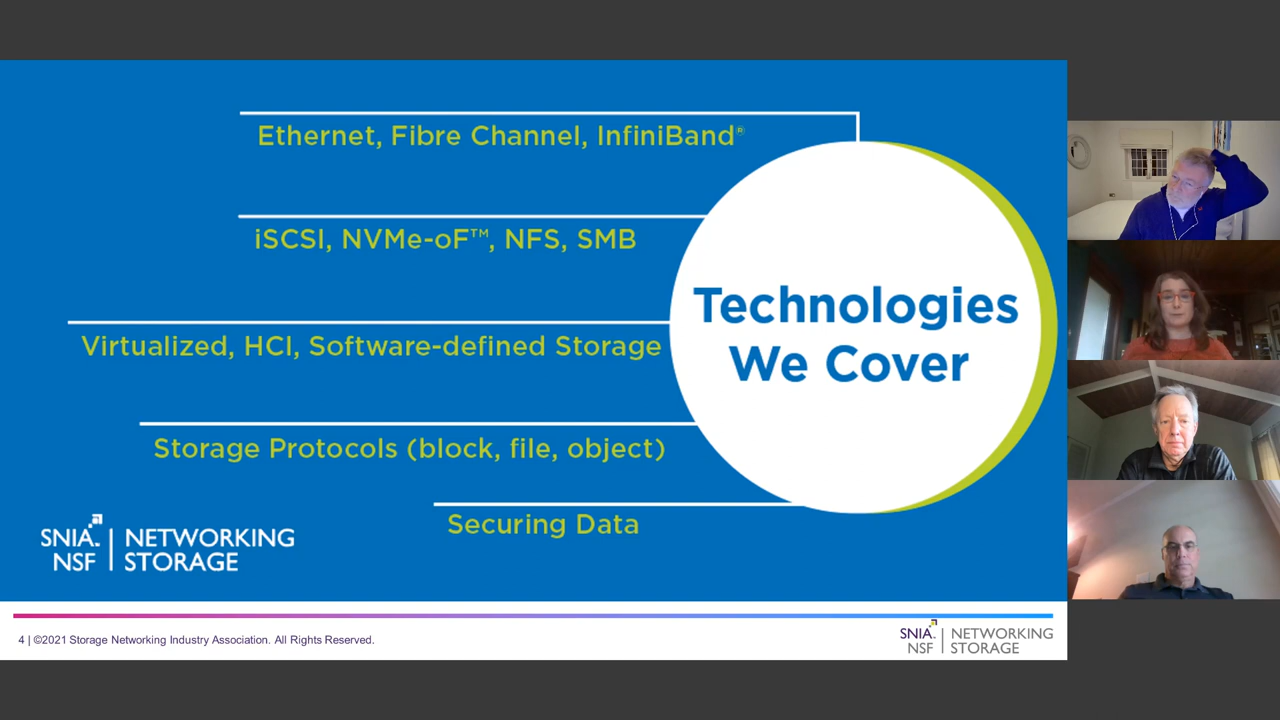 Ethernet, Fibre Channel, InfiniBand®
iSCSI, NVMe-oF™, NFS, SMB
Virtualized, HCI, Software-defined Storage
Technologies
We Cover
Storage Protocols (block, file, object)
Securing Data
SNIA. | NETWORKING
NSF | STORAGE
4 | ©2021 Storage Networking Industry Association. All Rights Reserved.
SNIA. | NETWORKING
NSF | STORAGE